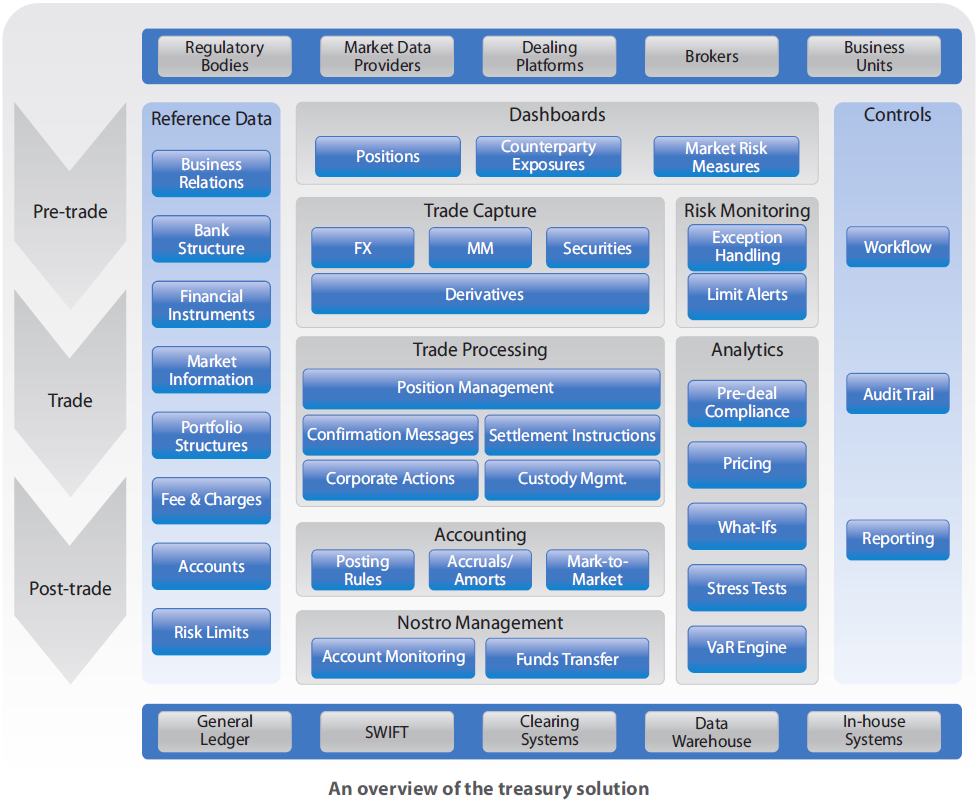 Regulatory
Bodies
Market Data
Providers
Dealing
Platforms
Brokers
Business
Units
Pre-trade
Trade
Post-trade
Reference Data
Business
Relations
Bank
Structure
Financial
Instruments
Market
Information
Portfolio
Structures
Fee & Charges
Accounts
Risk Limits
Dashboards
Positions
Counterparty
Exposures
Market Risk
Measures
Trade Capture
FX
MM
Securities
Derivatives
Risk Monitoring
Exception
Handling
Limit Alerts
Trade Processing
Position Management
Confirmation Messages
Settlement Instructions
Corporate Actions
Custody Mgmt.
Accounting
Posting
Rules
Accruals/
Amorts
Mark-to-
Market
Nostro Management
Account Monitoring
Funds Transfer
Analytics
Pre-deal
Compliance
Pricing
What-Ifs
Stress Tests
VaR Engine
Controls
Workflow
Audit Trail
Reporting
General
Ledger
SWIFT
Clearing
Systems
Data
Warehouse
In-house
Systems
An overview of the treasury solution